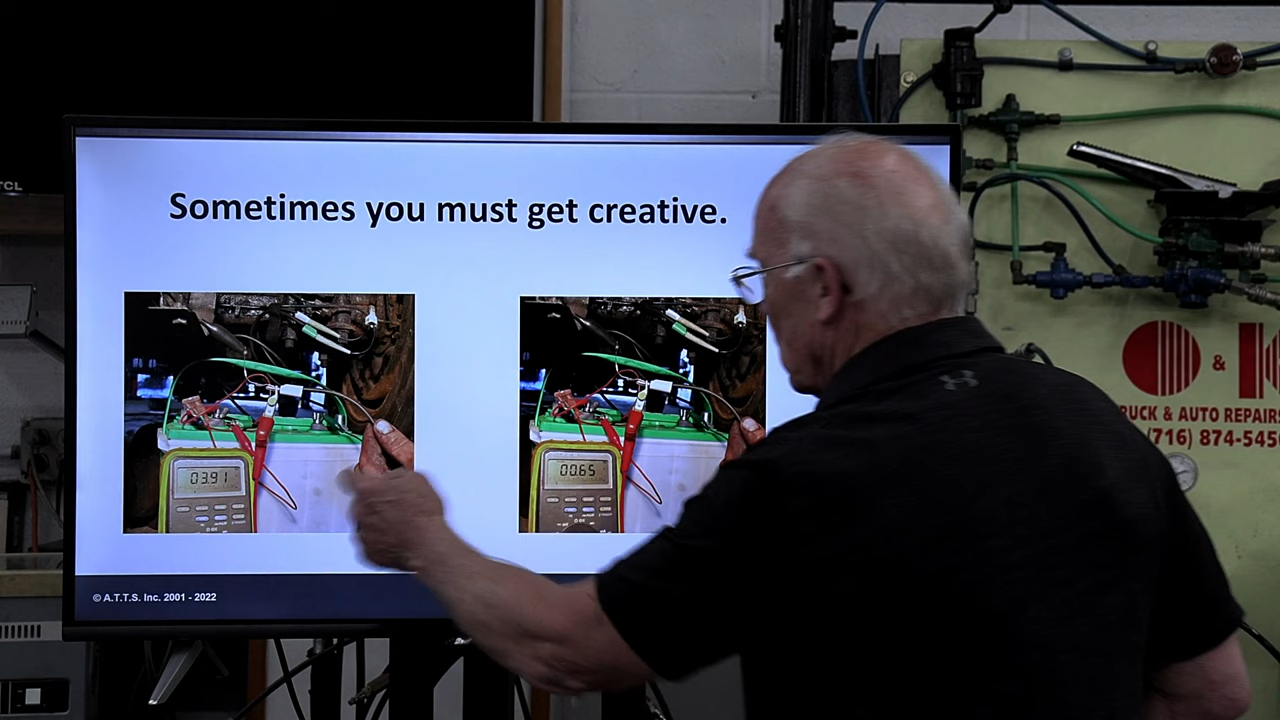 TCL
Sometimes you must get creative.
03.91
00.65
© A.T.T.S. Inc. 2001 - 2022
&
RUCK & AUTO REPAIRS
(716) 874-545